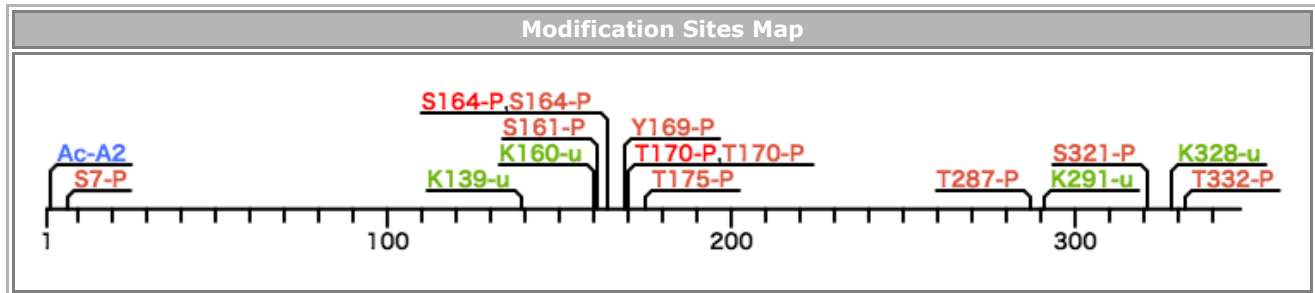 Modification Sites Map
S164-P,S164-P
S161-P Y169-P
Ac-A2 K160-u T170-P,T170-P S321-P K328-u
S7-P K139-u T175-P T287-P K291-u T332-P
1 100 200 300